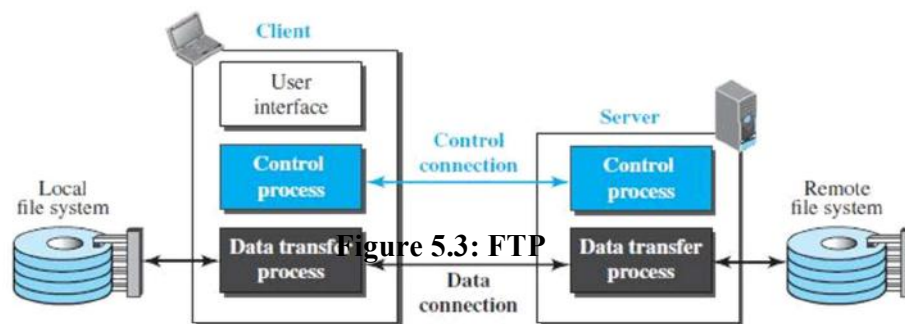 Client
User
interface
Server
Control
connection
Control
process
Control
process
Local
file system
Remote
file system
Data transfer
process
Figure 5.3: FTP
Data transfer
process
Data
connection